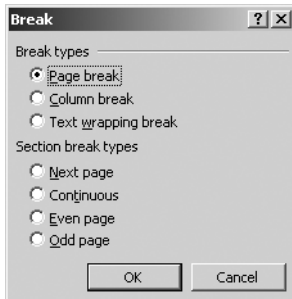 Break
Break types
Page break
Column break
Text wrapping break
Section break types
Next page
Continuous
Even page
Odd page
OK Cancel